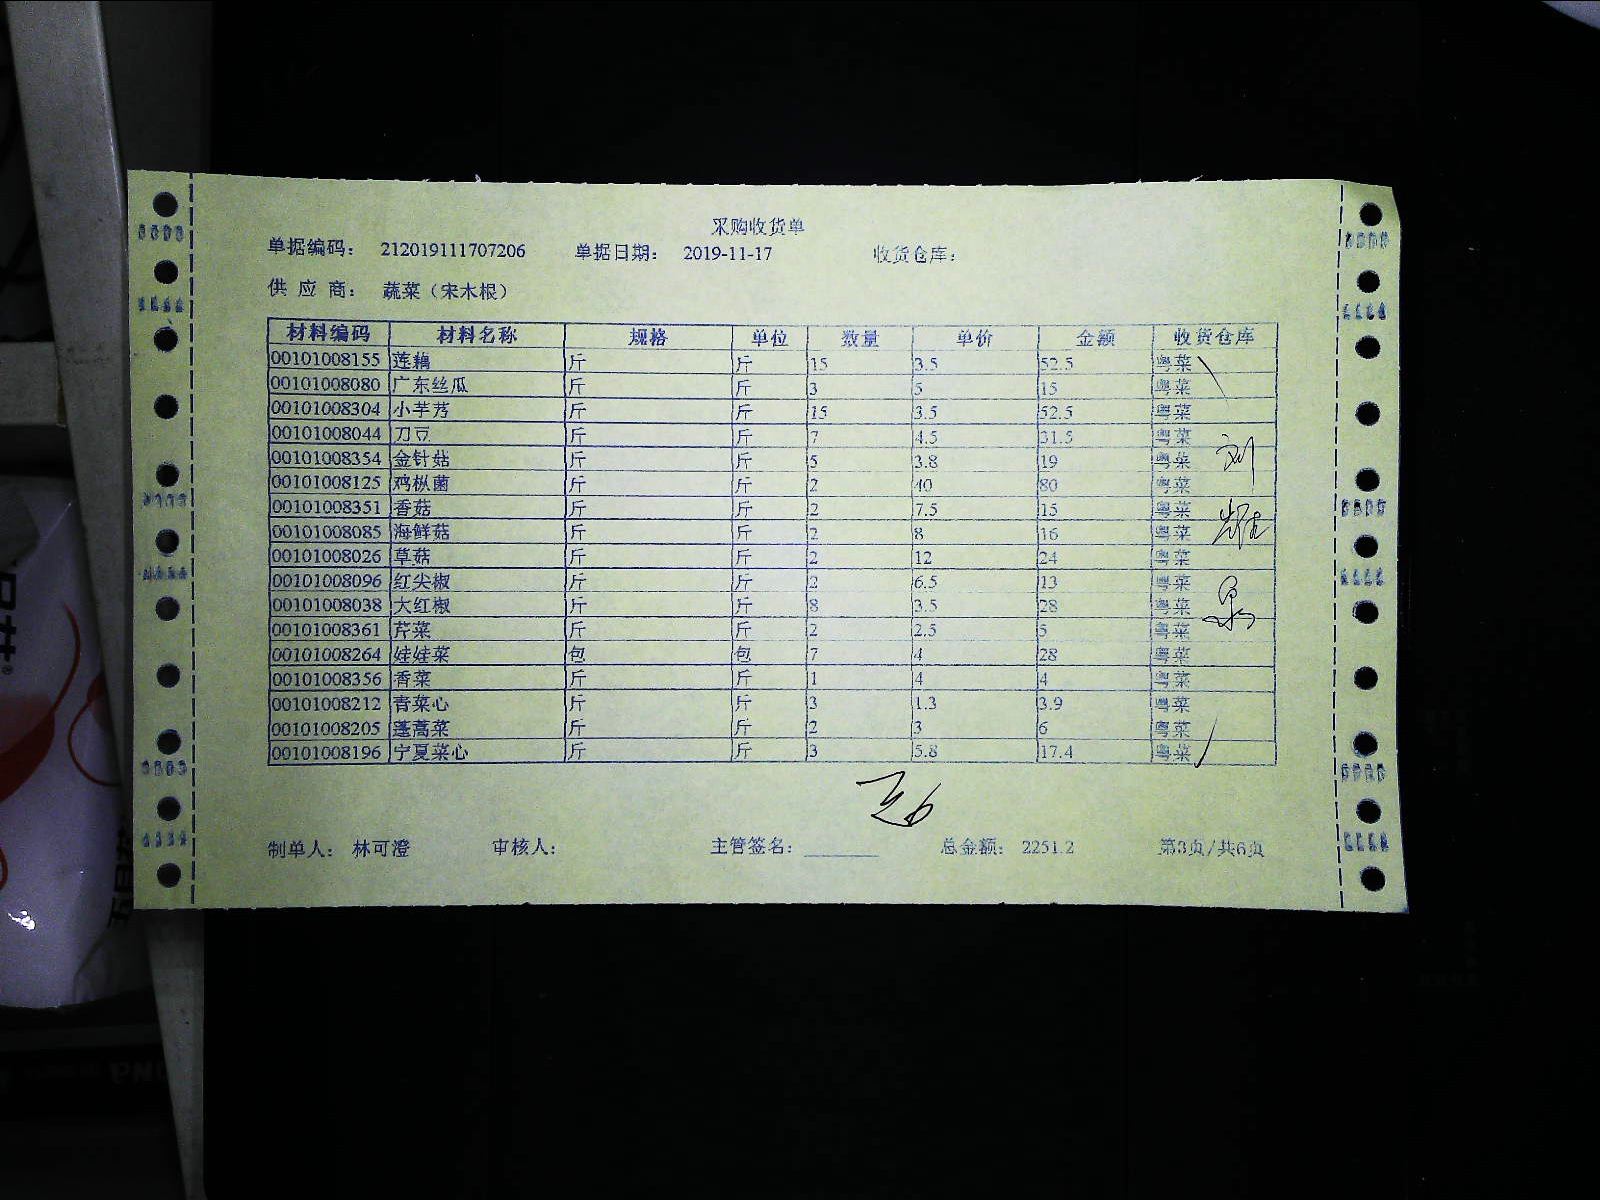 采购收货单
单据编码： 212019111707206 单据日期： 2019-11-17 收货仓库：
供 应 商： 蔬菜（宋木根）
材料编码 材料名称 规格 单位 数量 单价 金额 收货仓库
00101008155 莲藕 斤 斤 15 3.5 52.5 粤菜
00101008080 广东丝瓜 斤 斤 3 5 15 粤菜
00101008304 小芋艿 斤 斤 15 3.5 52.5 粤菜
00101008044 刀豆 斤 斤 7 4.5 31.5 粤菜
00101008354 金针菇 斤 斤 5 3.8 19 粤菜
00101008125 鸡枞菌 斤 斤 2 40 80 粤菜
00101008351 香菇 斤 斤 2 7.5 15 粤菜
00101008085 海鲜菇 斤 斤 2 8 16 粤菜
00101008026 草菇 斤 斤 2 12 24 粤菜
00101008096 红尖椒 斤 斤 2 6.5 13 粤菜
00101008038 大红椒 斤 斤 8 3.5 28 粤菜
00101008361 芹菜 斤 斤 2 2.5 5 粤菜
00101008264 娃娃菜 包 包 7 4 28 粤菜
00101008356 香菜 斤 斤 1 4 4 粤菜
00101008212 青菜心 斤 斤 3 1.3 3.9 粤菜
00101008205 蓬蒿菜 斤 斤 2 3 6 粤菜
00101008196 宁夏菜心 斤 斤 3 5.8 17.4 粤菜
制单人： 林可澄 审核人： 主管签名： 总金额： 2251.2 第3页/共6页